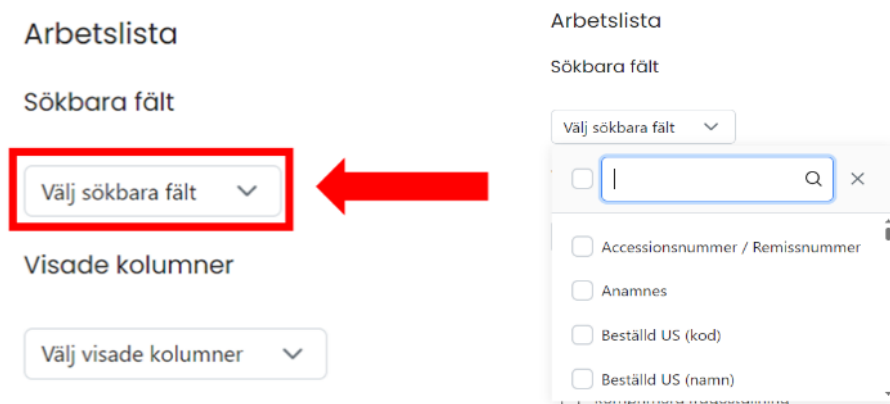 Arbetslista
Sökbara fält
Välj sökbara fält
Visade kolumner
Välj visade kolumner
Arbetslista
Sökbara fält
Välj sökbara fält
Accessionsnummer / Remissnummer
Anamnes
Beställd US (kod)
Beställd US (namn)